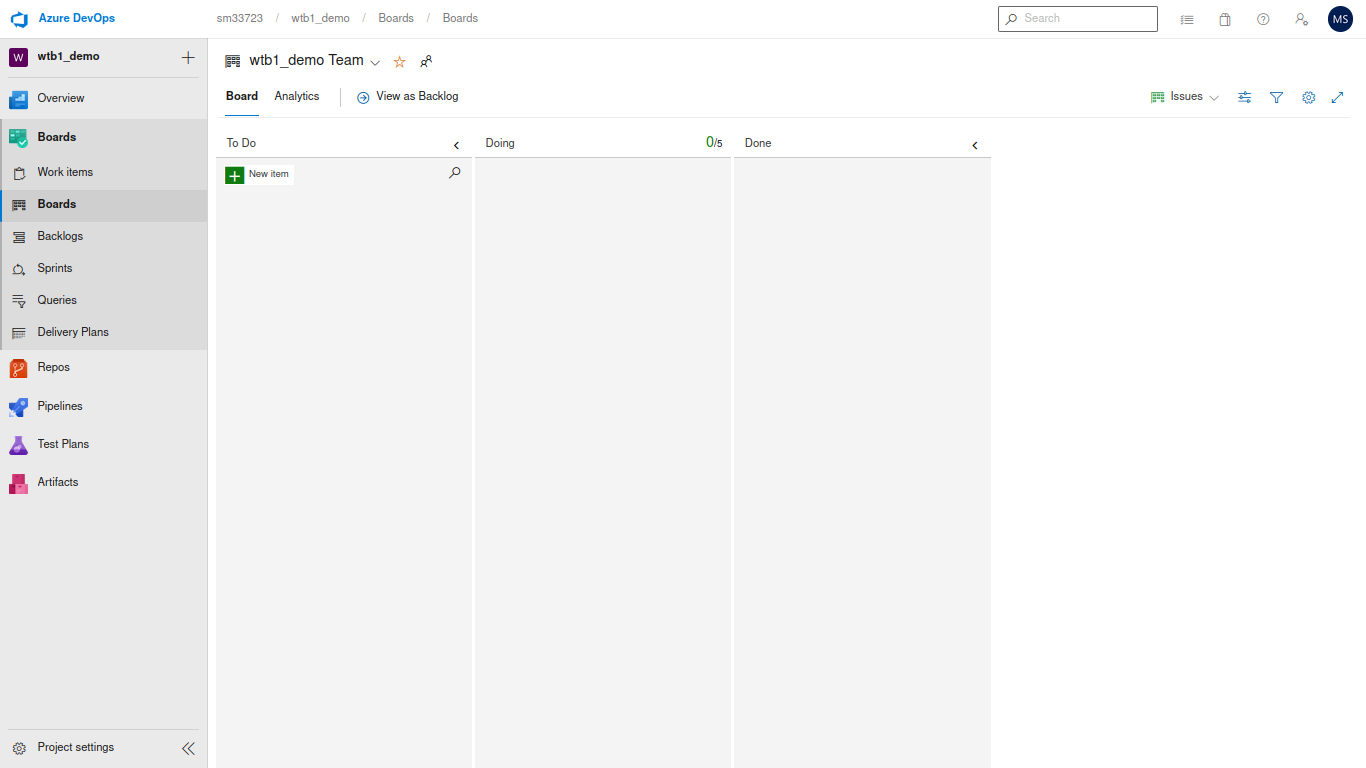 Azure DevOps
sm33723 / wtb1_demo / Boards / Boards
Search
MS
W wtb1_demo
Overview
Boards
Work items
Boards
Backlogs
Sprints
Queries
Delivery Plans
Repos
Pipelines
Test Plans
Artifacts
Project settings
wtb1_demo Team
Board Analytics View as Backlog Issues
To Do Doing 0/5 Done
New item